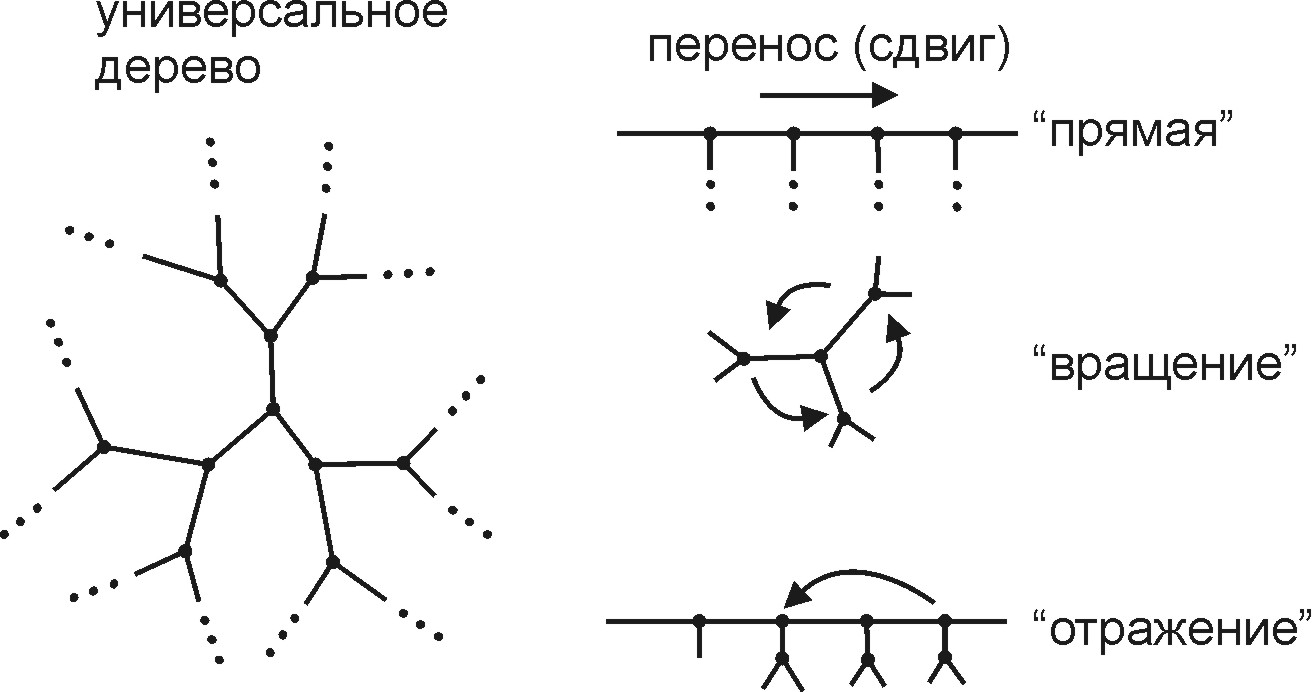 универсальное
дерево
перенос (сдвиг)
“прямая”
“вращение”
“отражение”